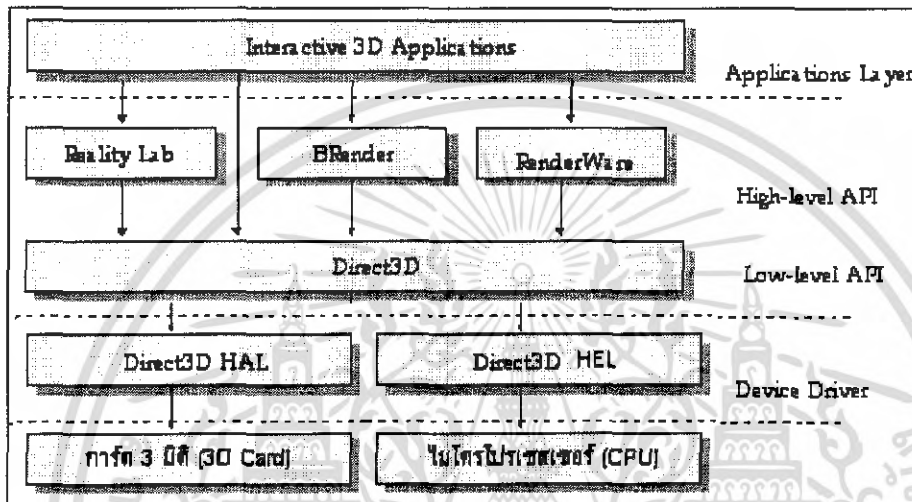 Interactive 3D Applications
Applications Layer
Reality Lab
BRender
RenderWare
High-level API
Direct3D
Low-level API
Direct3D HAL
Direct3D HEL
Device Driver
การ์ด 3 มิติ (3D Card)
ไมโครโปรเซสเซอร์ (CPU)